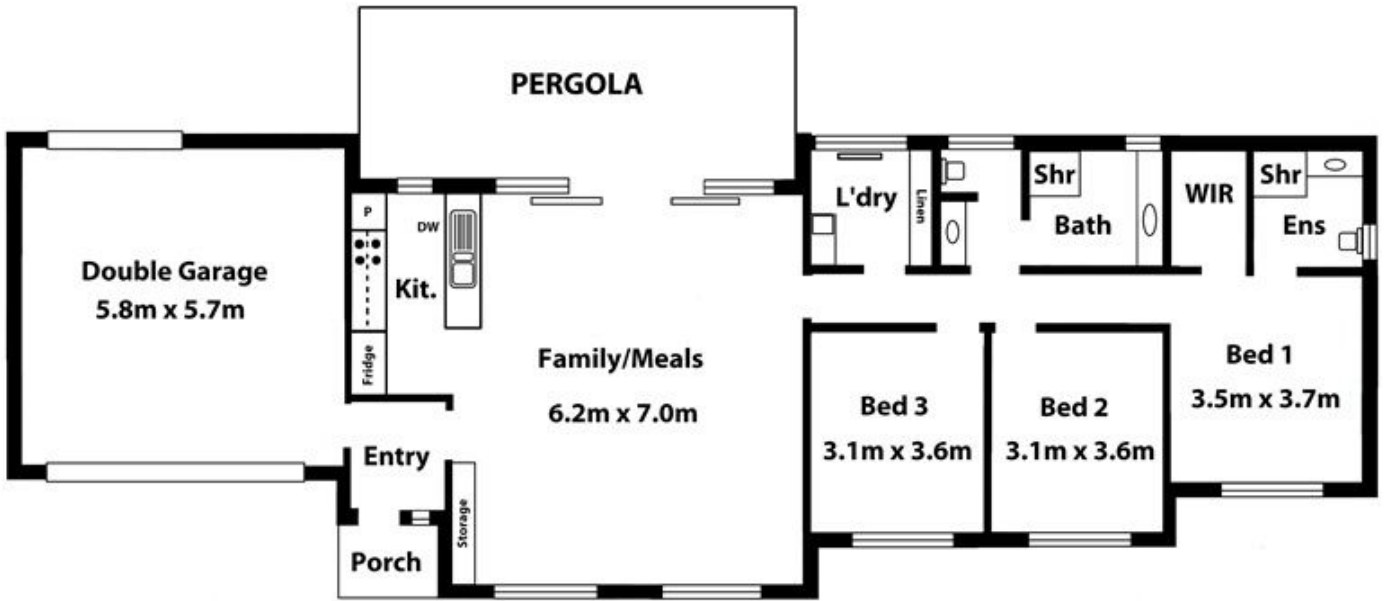 PERGOLA
Double Garage
5.8m x 5.7m
P
DW
Kit.
Fridge
Entry
Porch
Storage
Family/Meals
6.2m x 7.0m
L'dry
Linen
Shr
Bath
WIR
Shr
Ens
Bed 3
3.1m x 3.6m
Bed 2
3.1m x 3.6m
Bed 1
3.5m x 3.7m